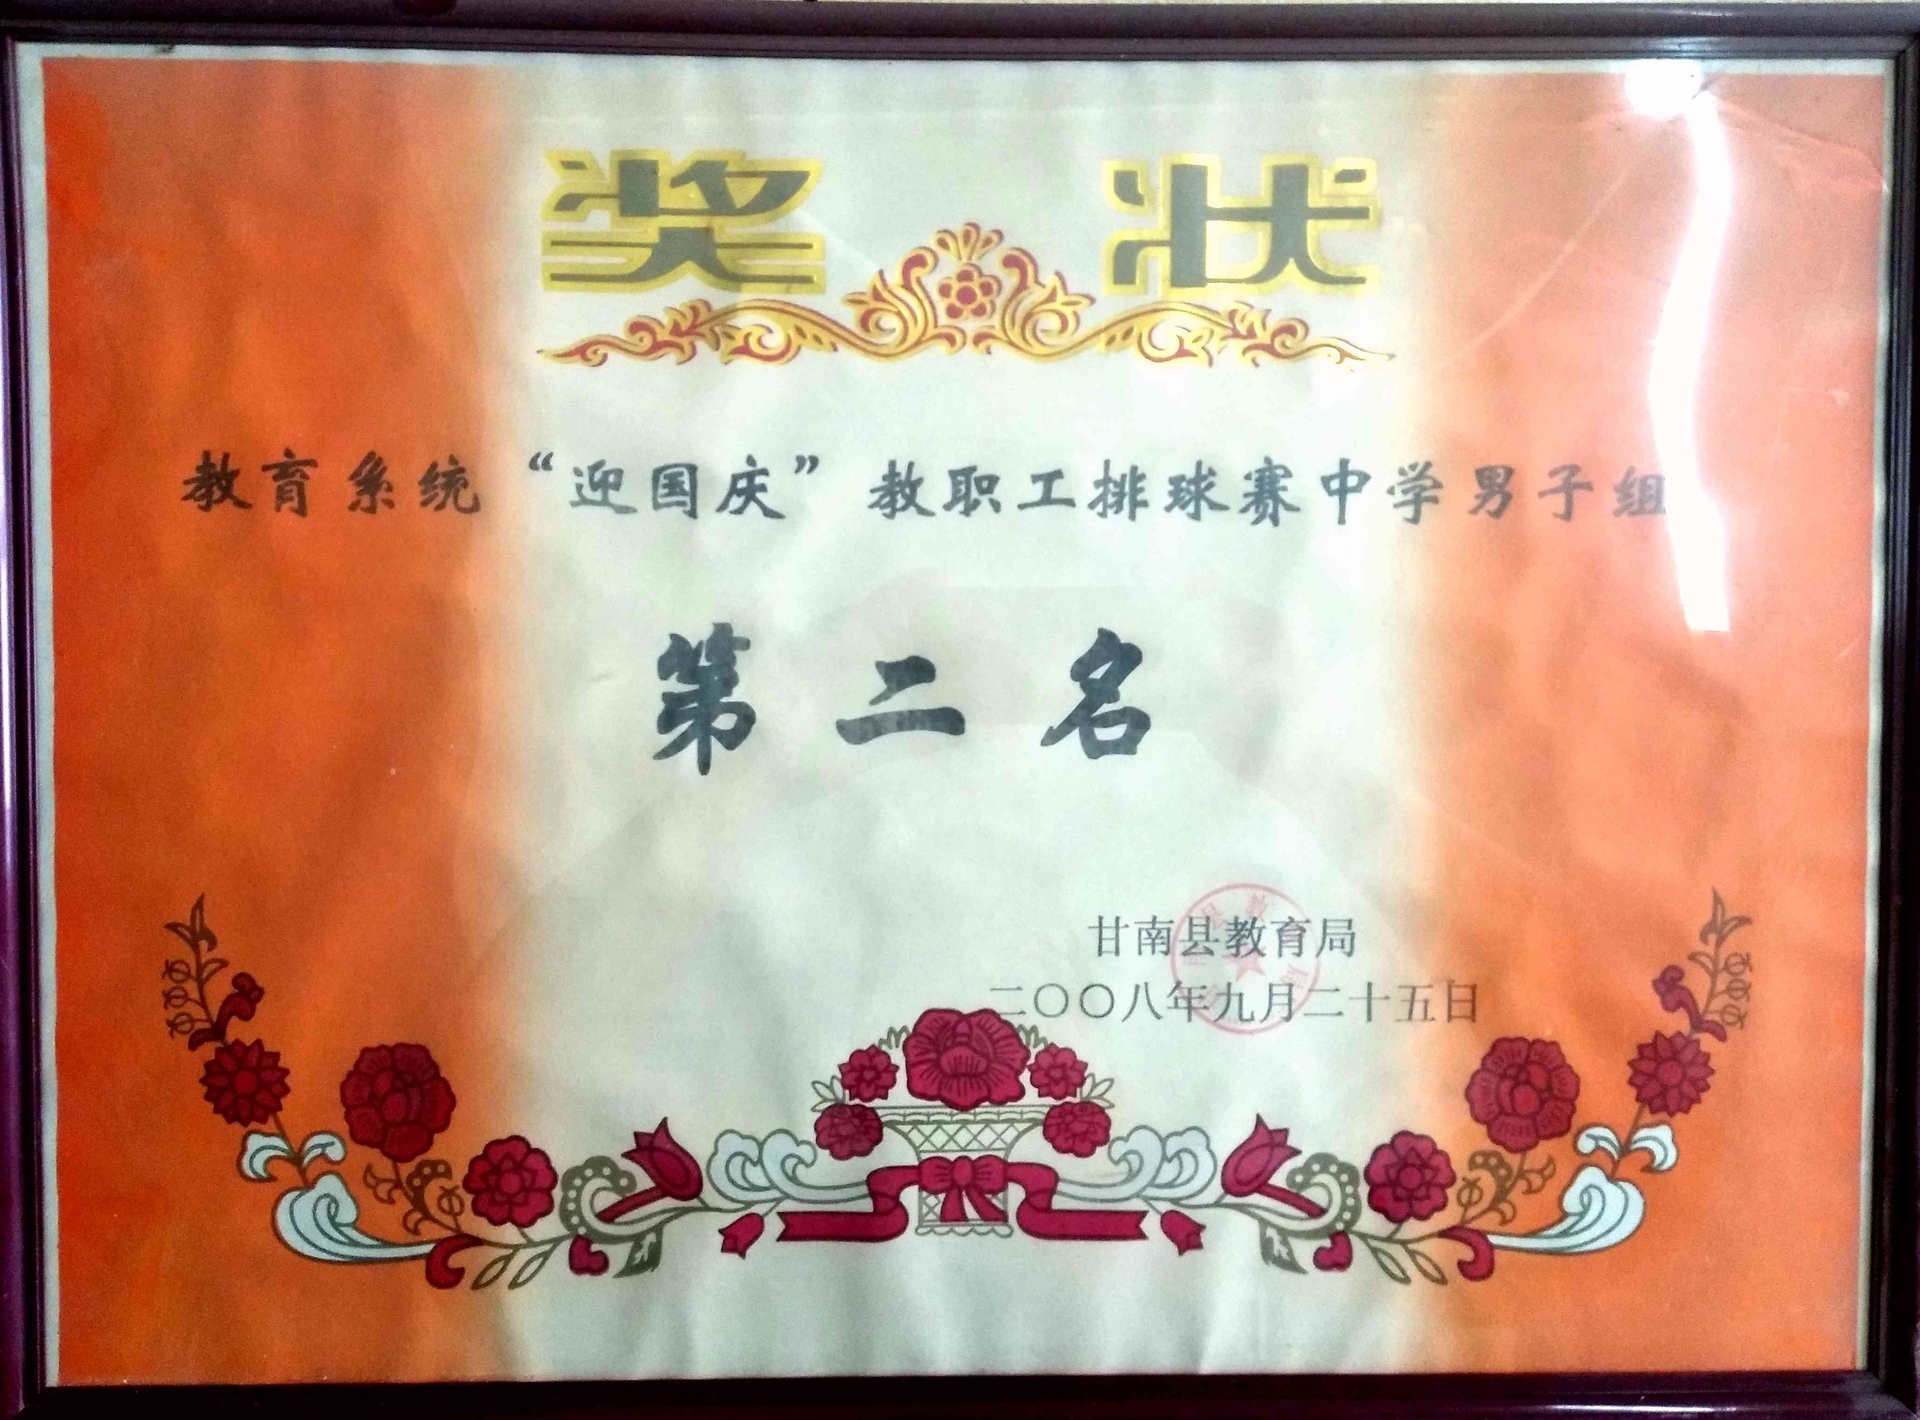 奖状
教育系统“迎国庆”教职工排球赛中学男子组
第二名
甘南县教育局
二〇〇八年九月二十五日